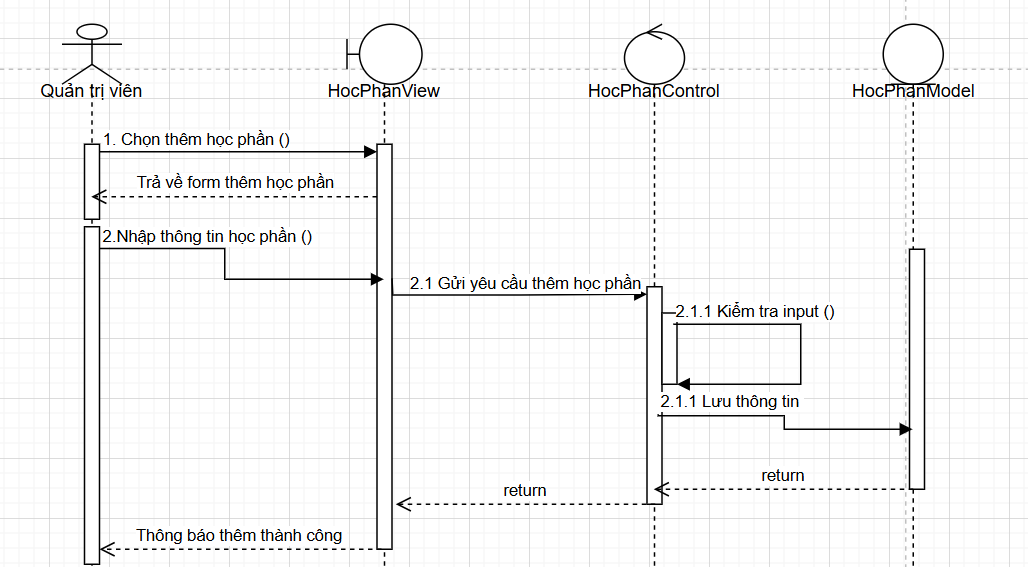 Quản trị viên
HocPhanView
HocPhanControl
HocPhanModel
1. Chọn thêm học phần ()
Trả về form thêm học phần
2.Nhập thông tin học phần ()
2.1 Gửi yêu cầu thêm học phần
2.1.1 Kiểm tra input ()
2.1.1 Lưu thông tin
return
return
Thông báo thêm thành công